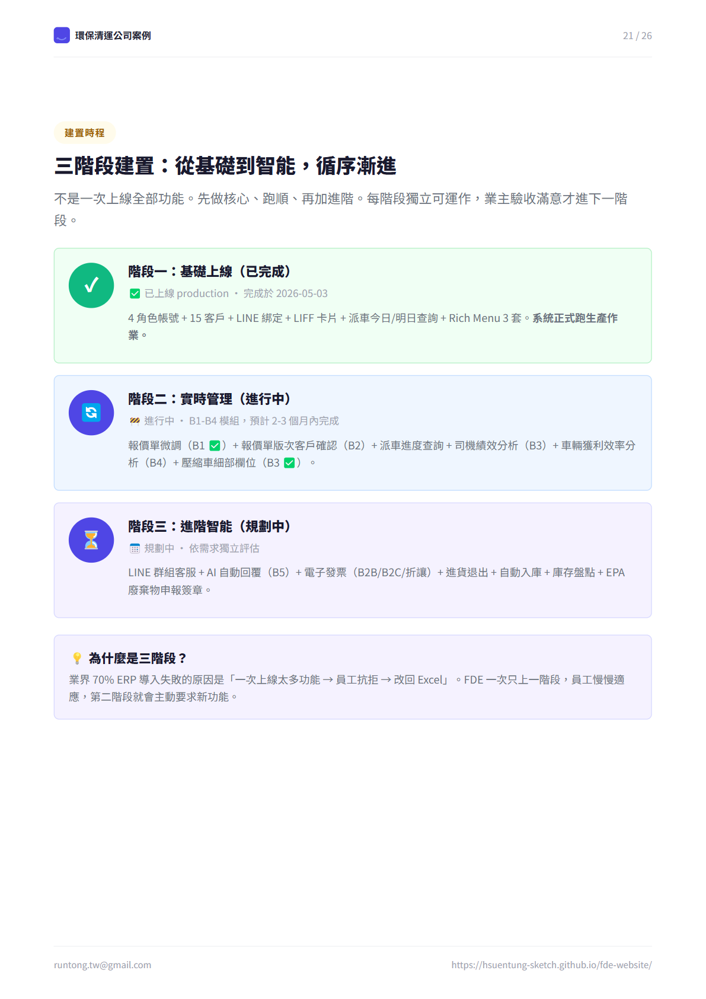 環保清運公司案例
21 / 26
建置時程
三階段建置：從基礎到智能，循序漸進
不是一次上線全部功能。先做核心、跑順、再加進階。每階段獨立可運作，業主驗收滿意才進下一階
段。
階段一：基礎上線（已完成）
✅ 已上線 production • 完成於 2026-05-03
4 角色帳號 + 15 客戶 + LINE 綁定 + LIFF 卡片 + 派車今日/明日查詢 + Rich Menu 3 套。系統正式跑生產作
業。
階段二：實時管理（進行中）
🚧 進行中 • B1-B4 模組，預計 2-3 個月內完成
報價單微調（B1 ✅）+ 報價單版次客戶確認（B2）+ 派車進度查詢 + 司機績效分析（B3）+ 車輛獲利效率分
析（B4）+ 壓縮車細部欄位（B3 ✅）。
階段三：進階智能（規劃中）
🗓️ 規劃中 • 依需求獨立評估
LINE 群組客服 + AI 自動回覆（B5）+ 電子發票（B2B/B2C/折讓）+ 進貨退出 + 自動入庫 + 庫存盤點 + EPA
廢棄物申報簽章。
💡 為什麼是三階段？
業界 70% ERP 導入失敗的原因是「一次上線太多功能 → 員工抗拒 → 改回 Excel」。FDE 一次只上一階段，員工慢慢適
應，第二階段就會主動要求新功能。
runtong.tw@gmail.com
https://hsuentung-sketch.github.io/fde-website/